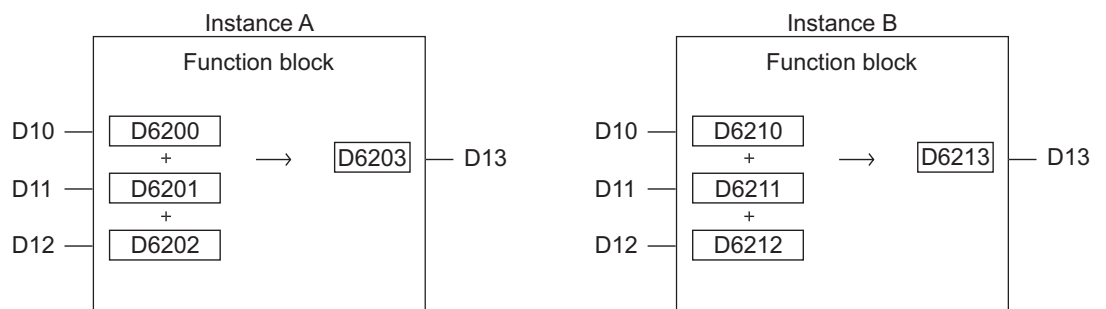 Instance A
Function block
D10 D6200
+
D6203 D13
D11 D6201
+
D12 D6202
Instance B
Function block
D10 D6210
+
D6213 D13
D11 D6211
+
D12 D6212